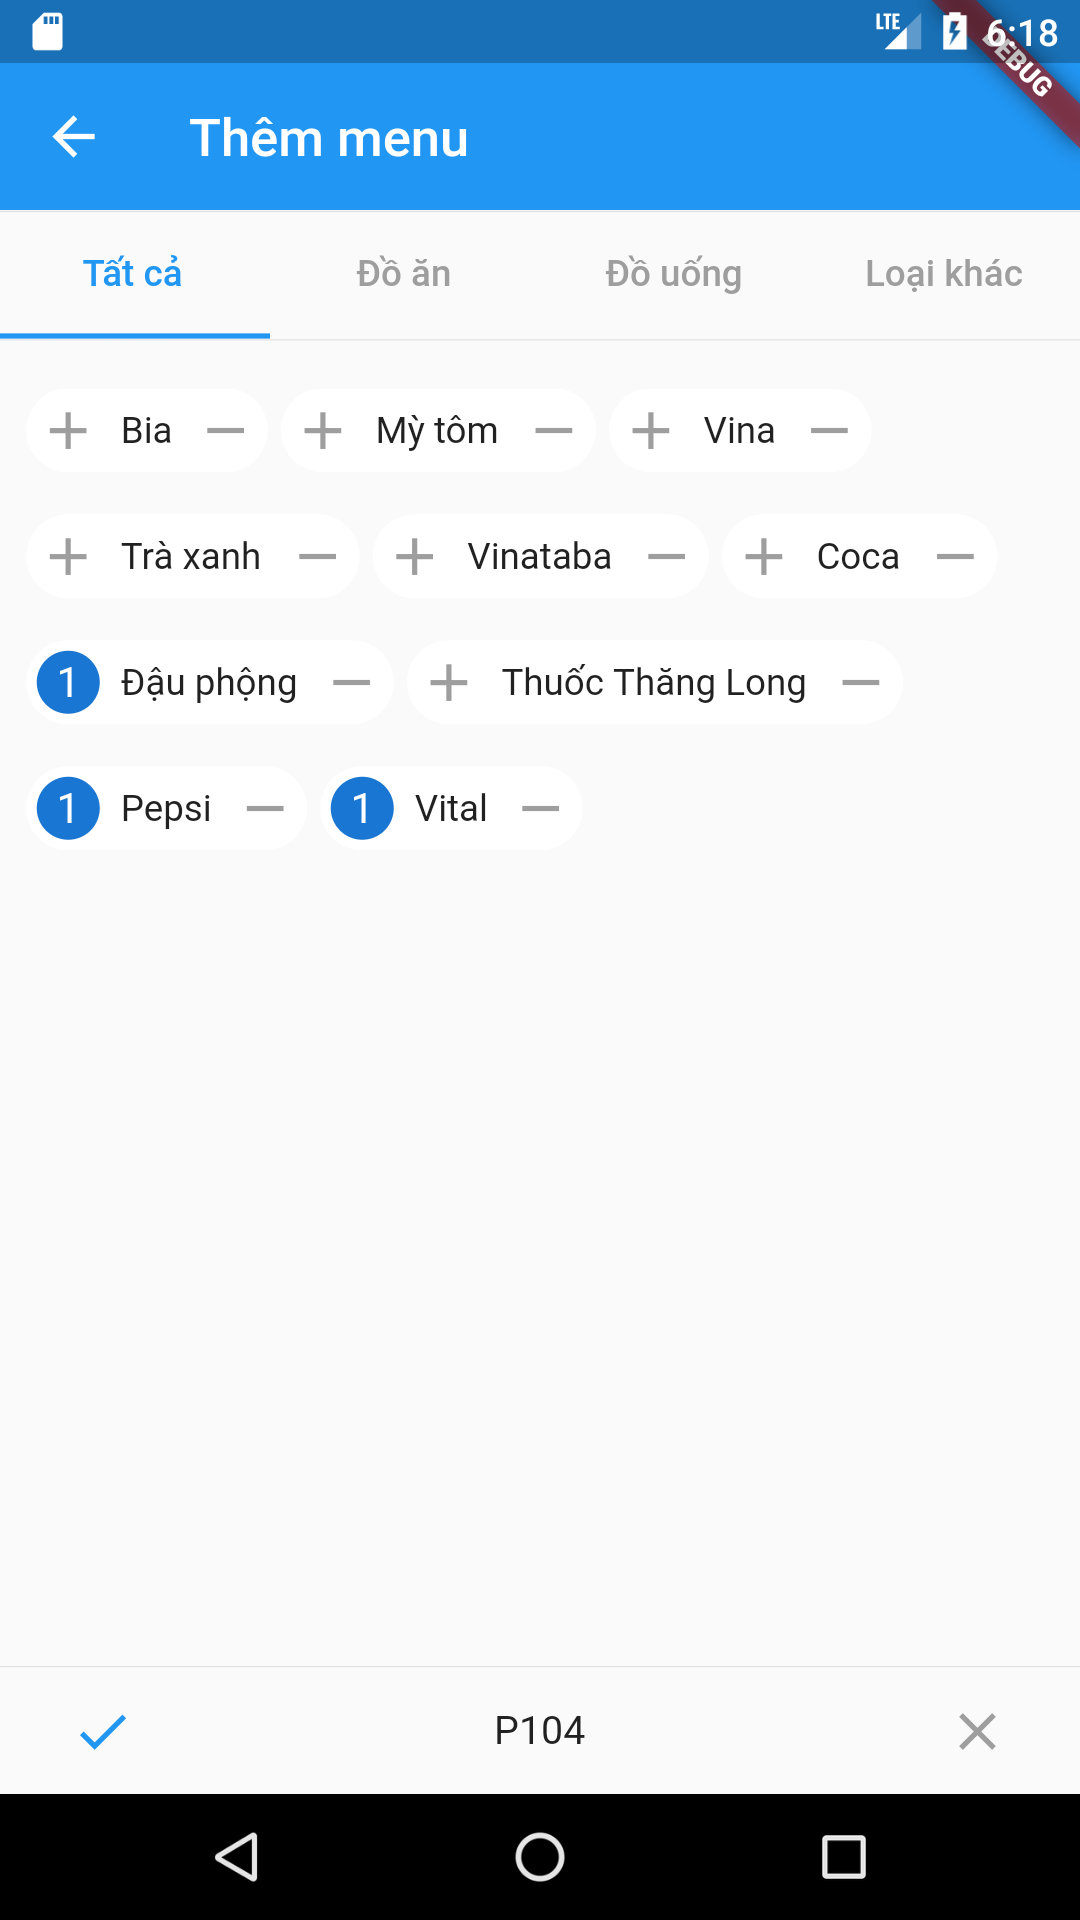 LTE 6:18
DEBUG
Thêm menu
Tất cả Đồ ăn Đồ uống Loại khác
Bia Mỳ tôm Vina
Trà xanh Vinataba Coca
1 Đậu phộng Thuốc Thăng Long
1 Pepsi 1 Vital
P104